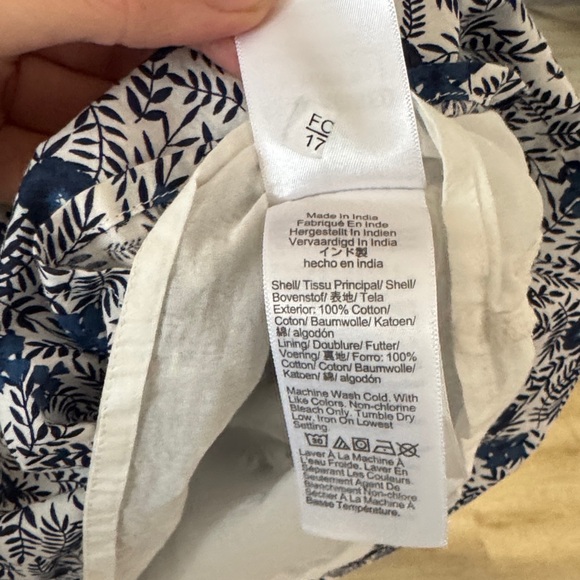 FC
17
Made In India
Fabriqué En Inde
Hergestellt In Indien
Vervaardigd In India
インド製
hecho en india
Shell/ Tissu Principal/ Shell/
Bovenstof/ 表地/ Tela
Exterior: 100% Cotton/
Coton/ Baumwolle/ Katoen/
綿/ algodón
Lining/ Doublure/ Futter/
Voering/ 裏地/ Forro: 100%
Cotton/ Coton/ Baumwolle/
Katoen/ 綿/ algodón
Machine Wash Cold. With
Like Colors. Non-chlorine
Bleach Only. Tumble Dry
Low, Iron On Lowest
Setting.
30
Laver À La Machine À
L'eau Froide. Laver En
Séparant Les Couleurs.
Seulement Agent De
Blanchiment Non-chlore
Sécher À La Machine À
Basse Température.